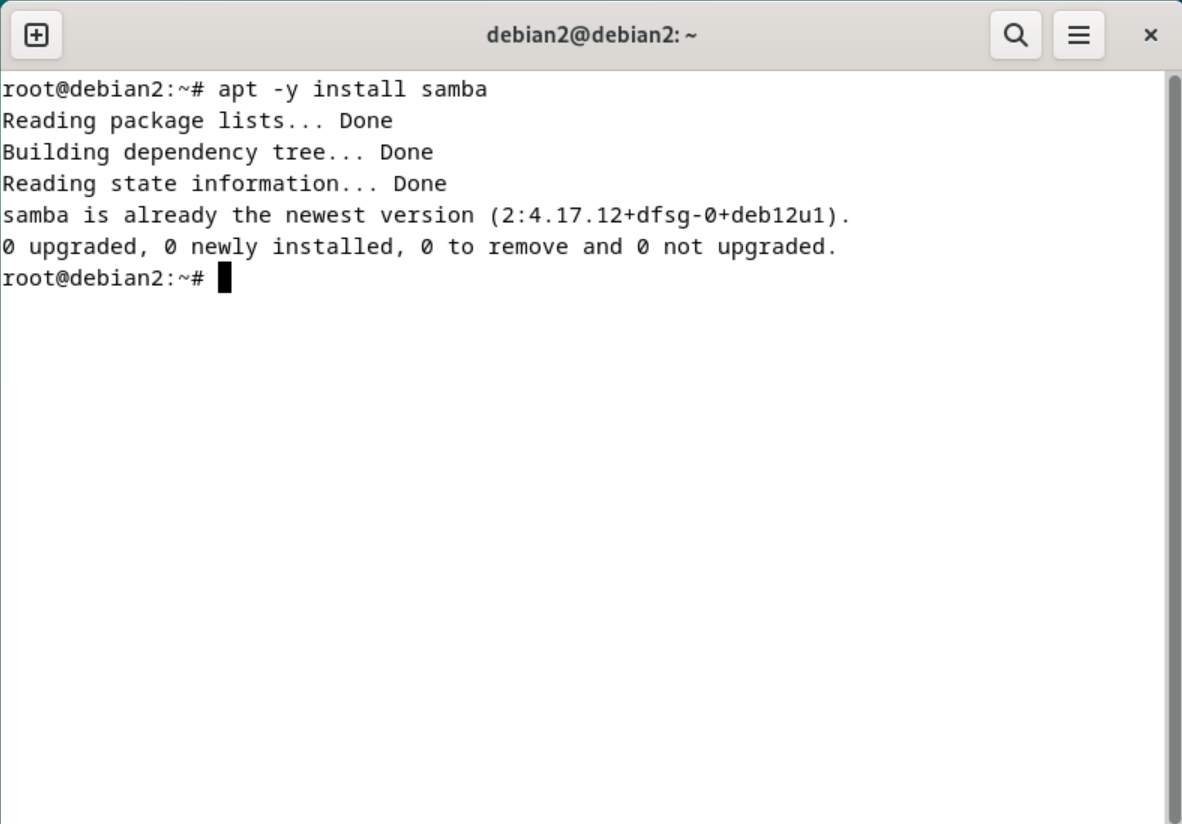 debian2@debian2: ~
root@debian2:~# apt -y install samba
Reading package lists... Done
Building dependency tree... Done
Reading state information... Done
samba is already the newest version (2:4.17.12+dfsg-0+deb12u1).
0 upgraded, 0 newly installed, 0 to remove and 0 not upgraded.
root@debian2:~#